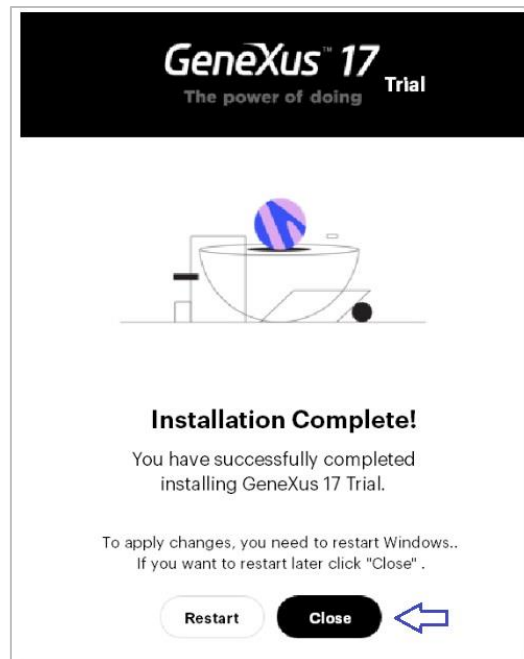 GeneXus™ 17
Trial
The power of doing
Installation Complete!
You have successfully completed
installing GeneXus 17 Trial.
To apply changes, you need to restart Windows..
If you want to restart later click "Close" .
Restart
Close